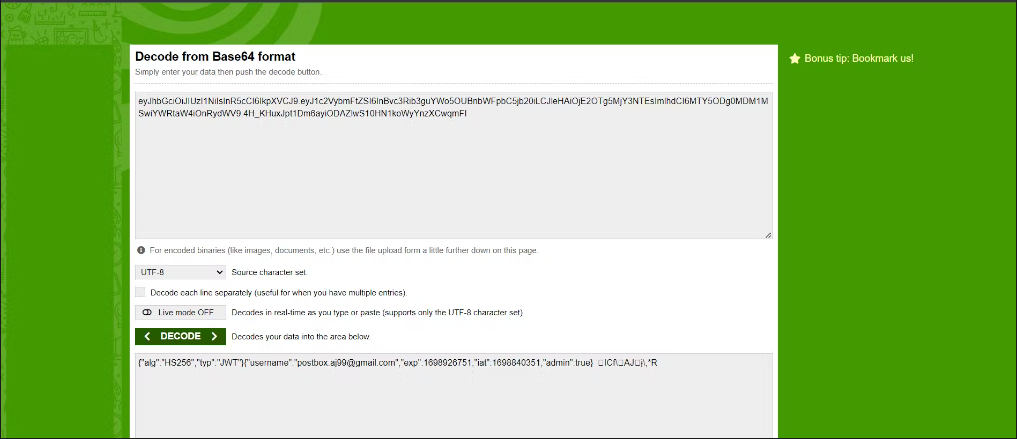 Decode from Base64 format
Simply enter your data then push the decode button.
Bonus tip: Bookmark us!
For encoded binaries (like images, documents, etc.) use the file upload form a little further down on this page.
UTF-8 Source character set.
Decode each line separately (useful for when you have multiple entries).
Live mode OFF Decodes in real-time as you type or paste (supports only the UTF-8 character set)
DECODE Decodes your data into the area below.
{"alg":"HS256","typ":"JWT"}{"username":"postbox.aj99@gmail.com","exp":1698926751,"iat":1698840351,"admin":true}